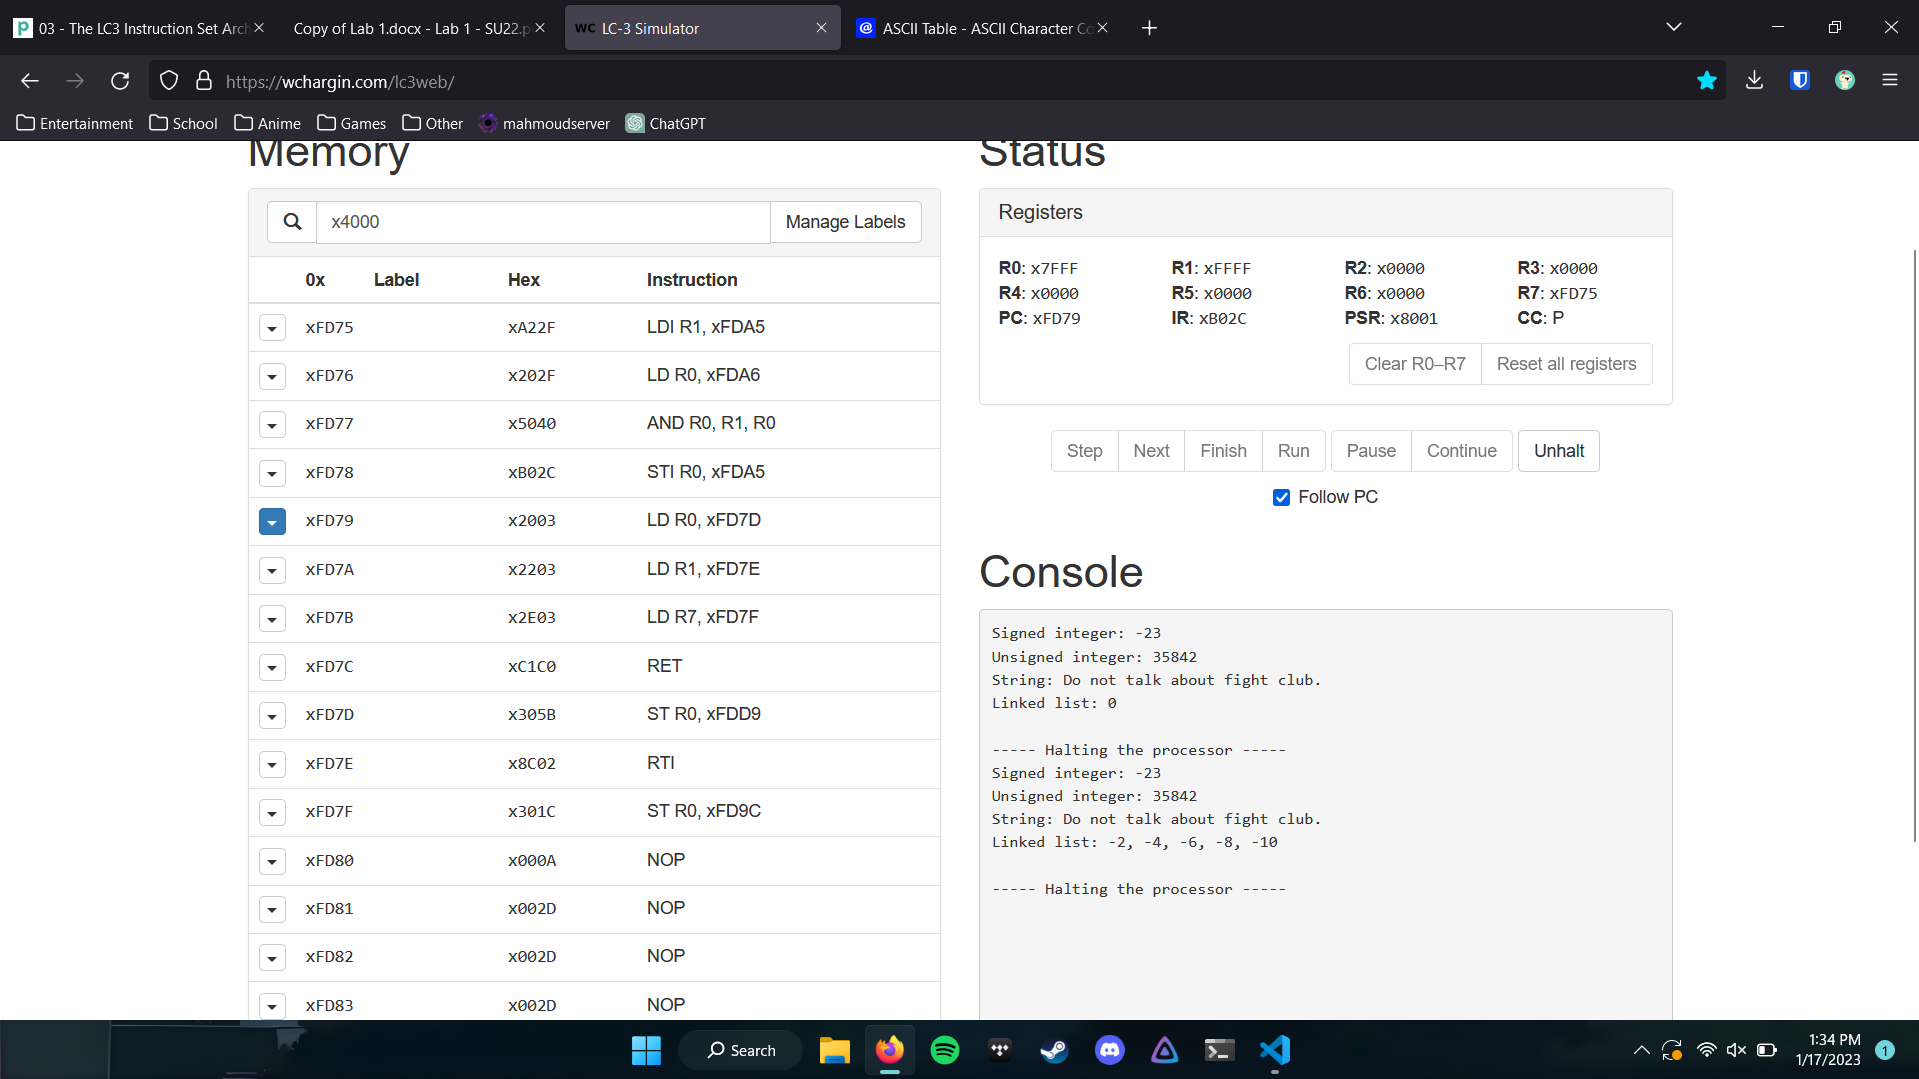 03 - The LC3 Instruction Set Arch
Copy of Lab 1.docx - Lab 1 - SU22.p
WC LC-3 Simulator
ASCII Table - ASCII Character Co
https://wchargin.com/lc3web/
Entertainment School Anime Games Other mahmoudserver ChatGPT
Memory
x4000 Manage Labels
0x Label Hex Instruction
xFD75 xA22F LDI R1, xFDA5
xFD76 x202F LD R0, xFDA6
xFD77 x5040 AND R0, R1, R0
xFD78 xB02C STI R0, xFDA5
xFD79 x2003 LD R0, xFD7D
xFD7A x2203 LD R1, xFD7E
xFD7B x2E03 LD R7, xFD7F
xFD7C xC1C0 RET
xFD7D x305B ST R0, xFDD9
xFD7E x8C02 RTI
xFD7F x301C ST R0, xFD9C
xFD80 x000A NOP
xFD81 x002D NOP
xFD82 x002D NOP
xFD83 x002D NOP
Status
Registers
R0: x7FFF R1: xFFFF R2: x0000 R3: x0000
R4: x0000 R5: x0000 R6: x0000 R7: xFD75
PC: xFD79 IR: xB02C PSR: x8001 CC: P
Clear R0–R7 Reset all registers
Step Next Finish Run Pause Continue Unhalt
Follow PC
Console
Signed integer: -23
Unsigned integer: 35842
String: Do not talk about fight club.
Linked list: 0
----- Halting the processor -----
Signed integer: -23
Unsigned integer: 35842
String: Do not talk about fight club.
Linked list: -2, -4, -6, -8, -10
----- Halting the processor -----
Search
1:34 PM
1/17/2023
1